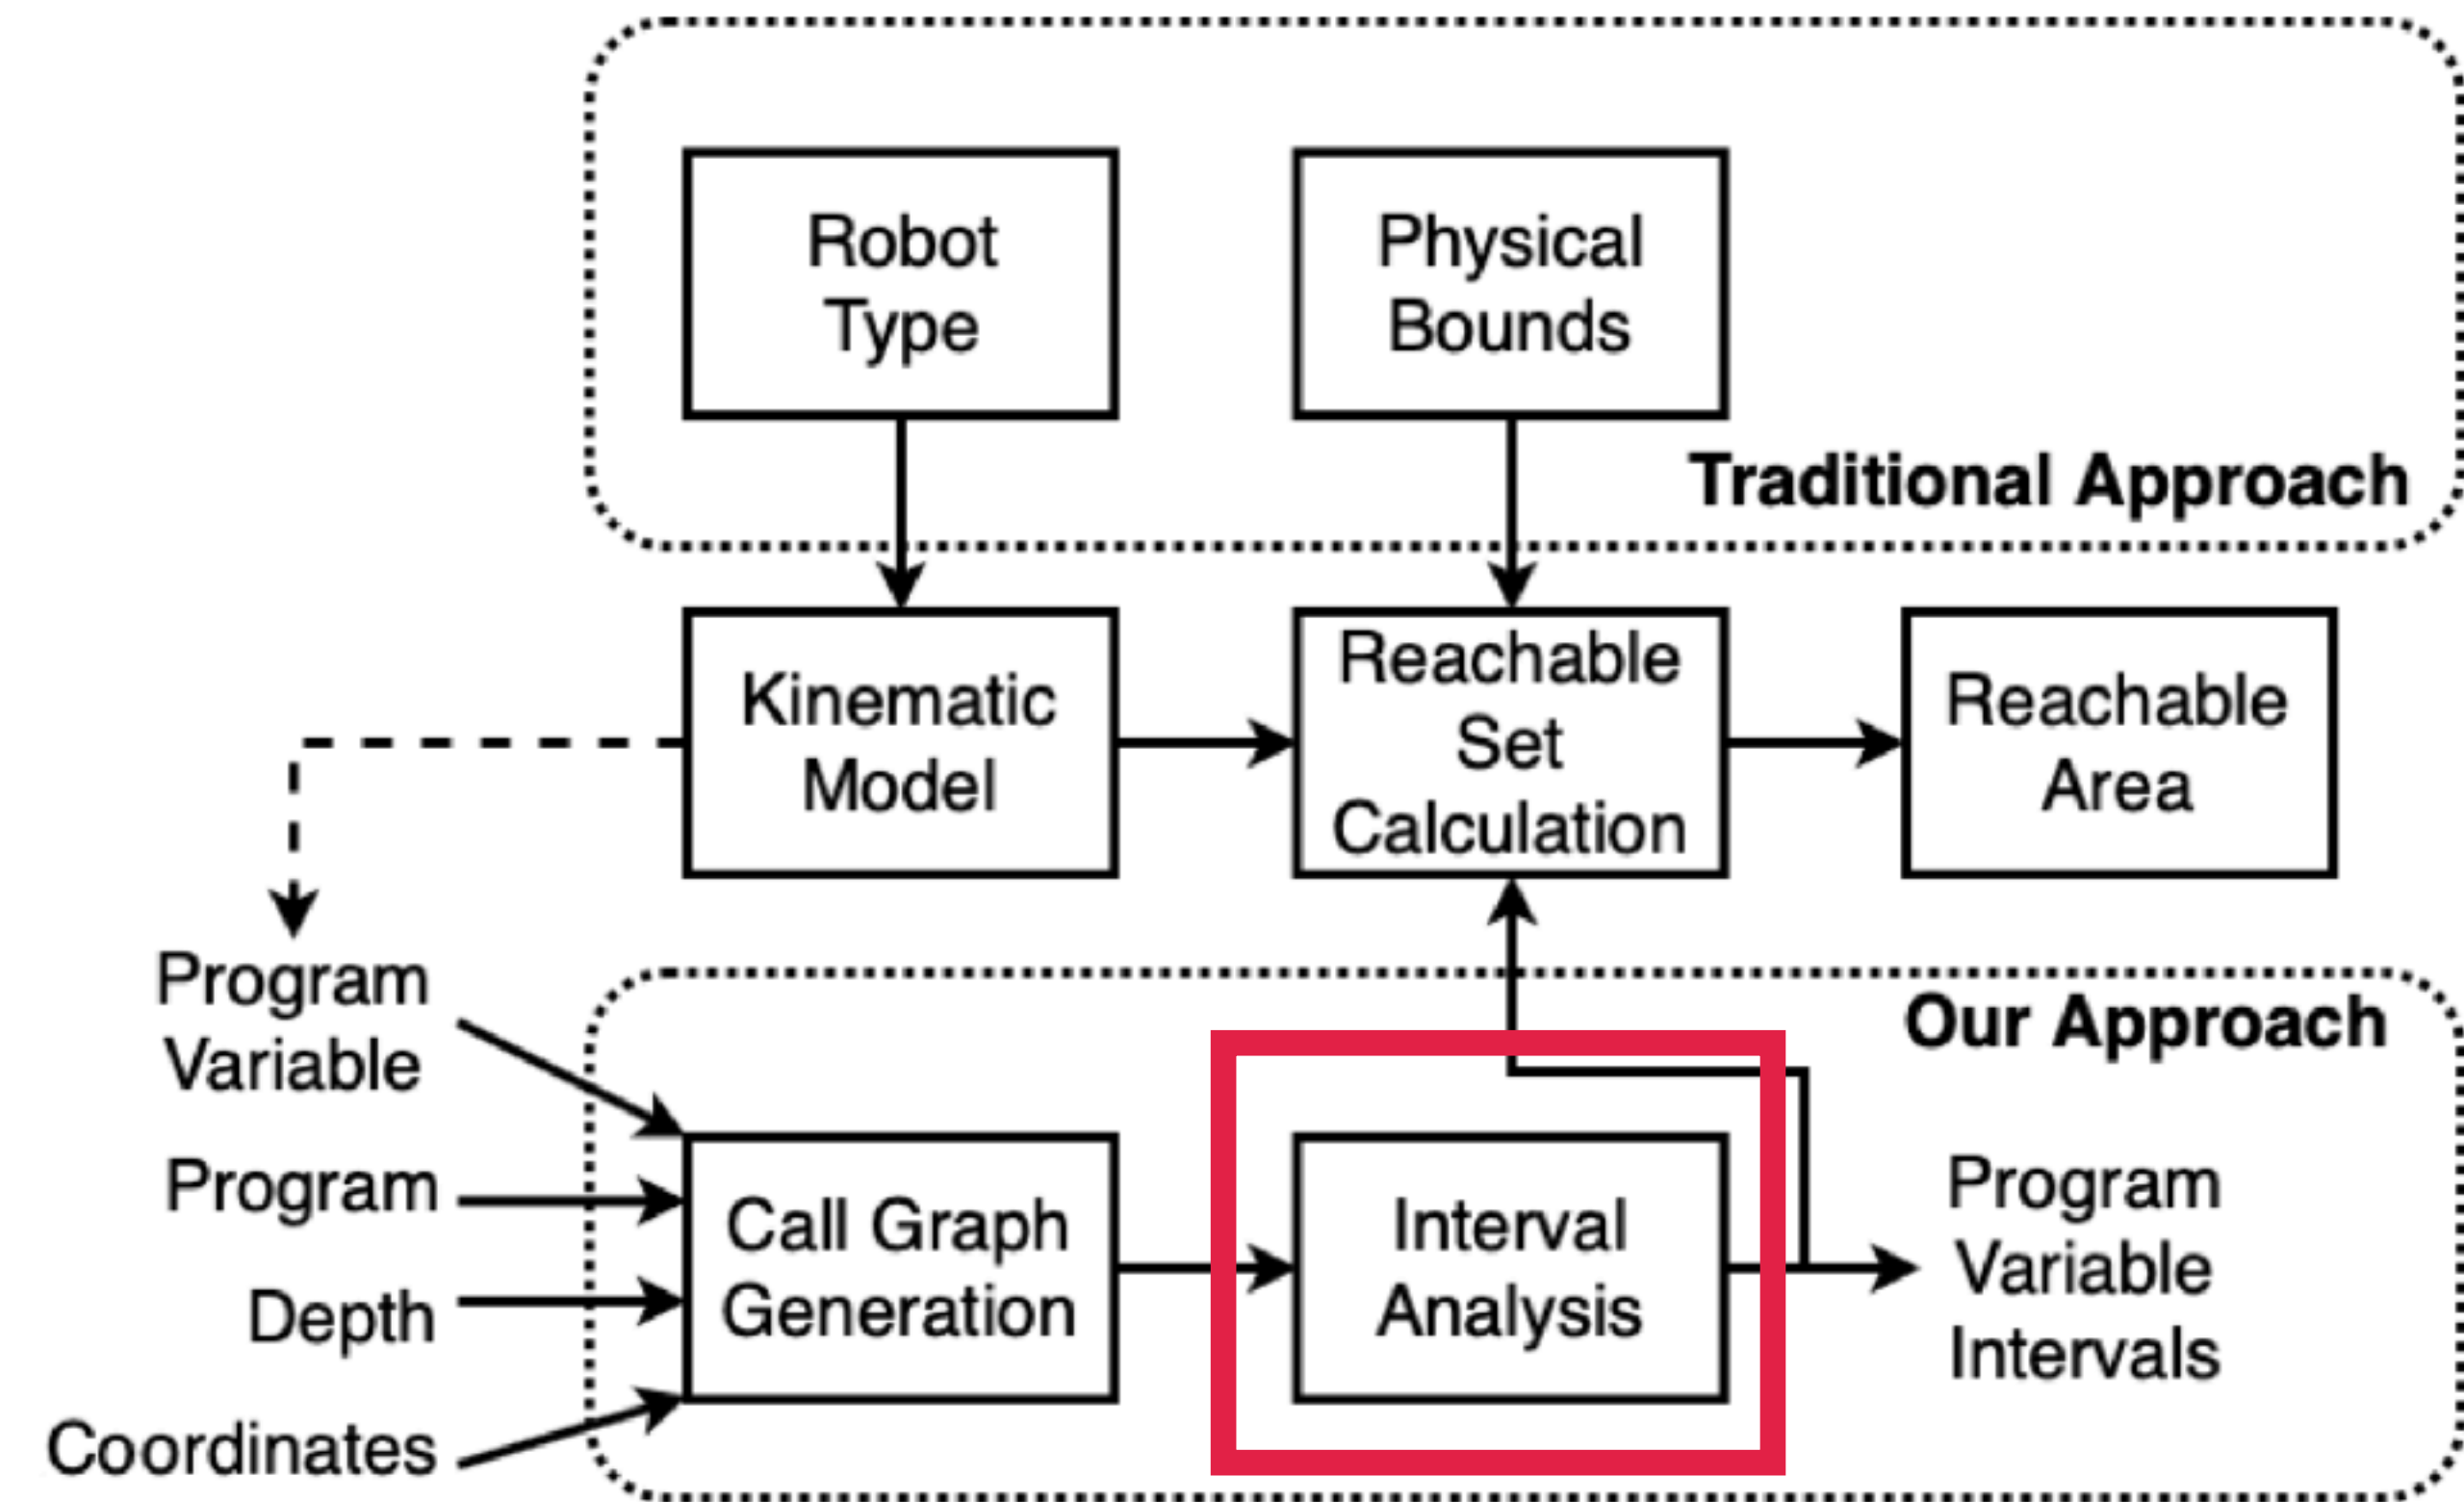 Robot
Type
Physical
Bounds
Traditional Approach
Kinematic
Model
Reachable
Set
Calculation
Reachable
Area
Program
Variable
Program
Depth
Coordinates
Our Approach
Call Graph
Generation
Interval
Analysis
Program
Variable
Intervals